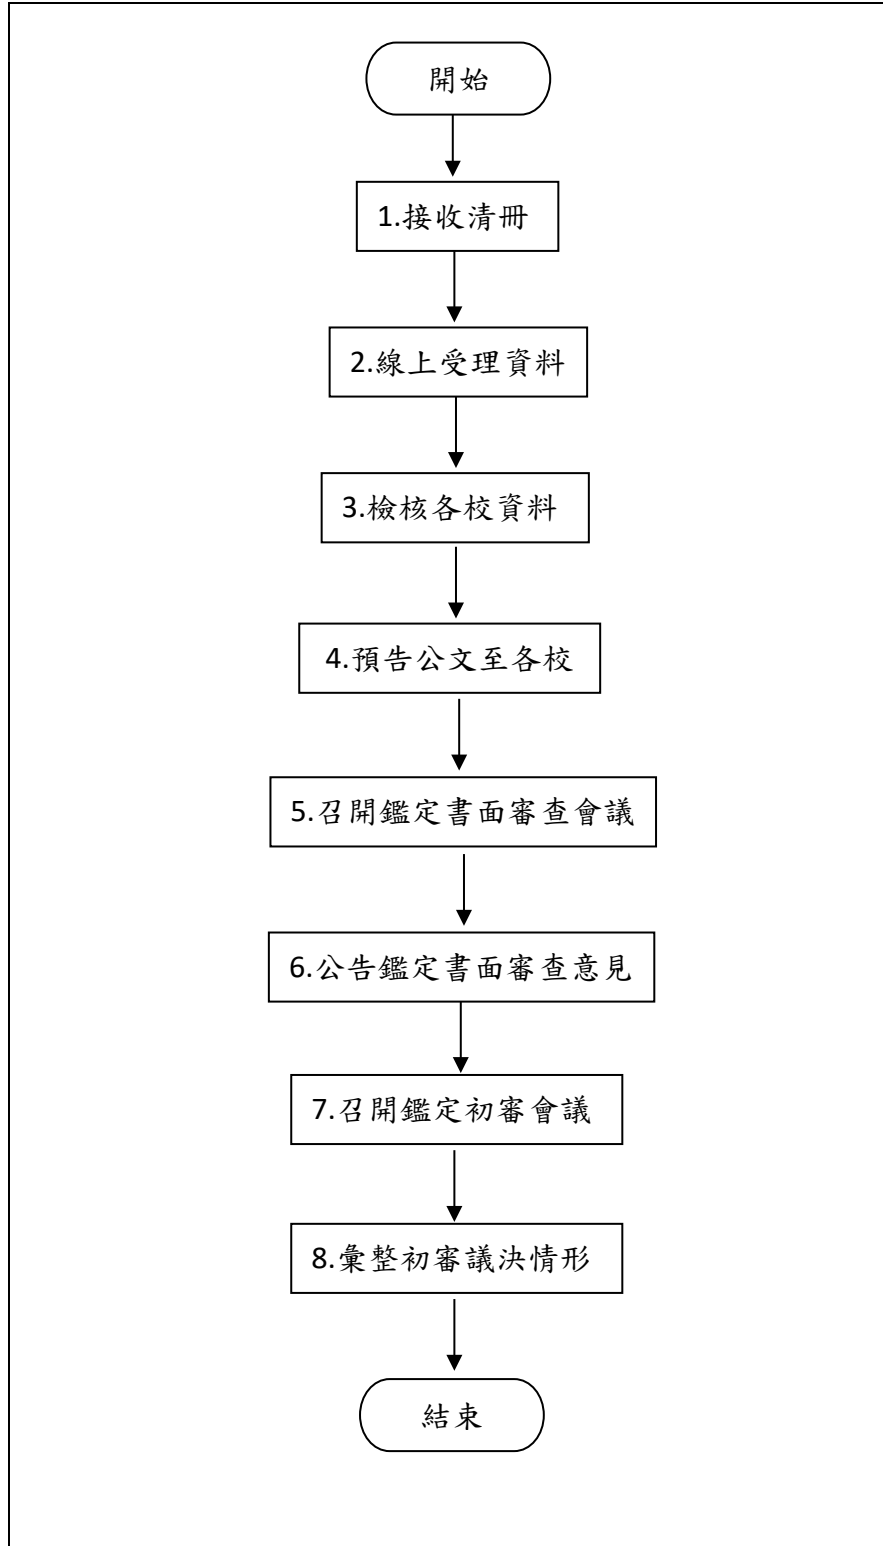 開始
1.接收清冊
2.線上受理資料
3.檢核各校資料
4.預告公文至各校
5.召開鑑定書面審查會議
6.公告鑑定書面審查意見
7.召開鑑定初審會議
8.彙整初審議決情形
結束